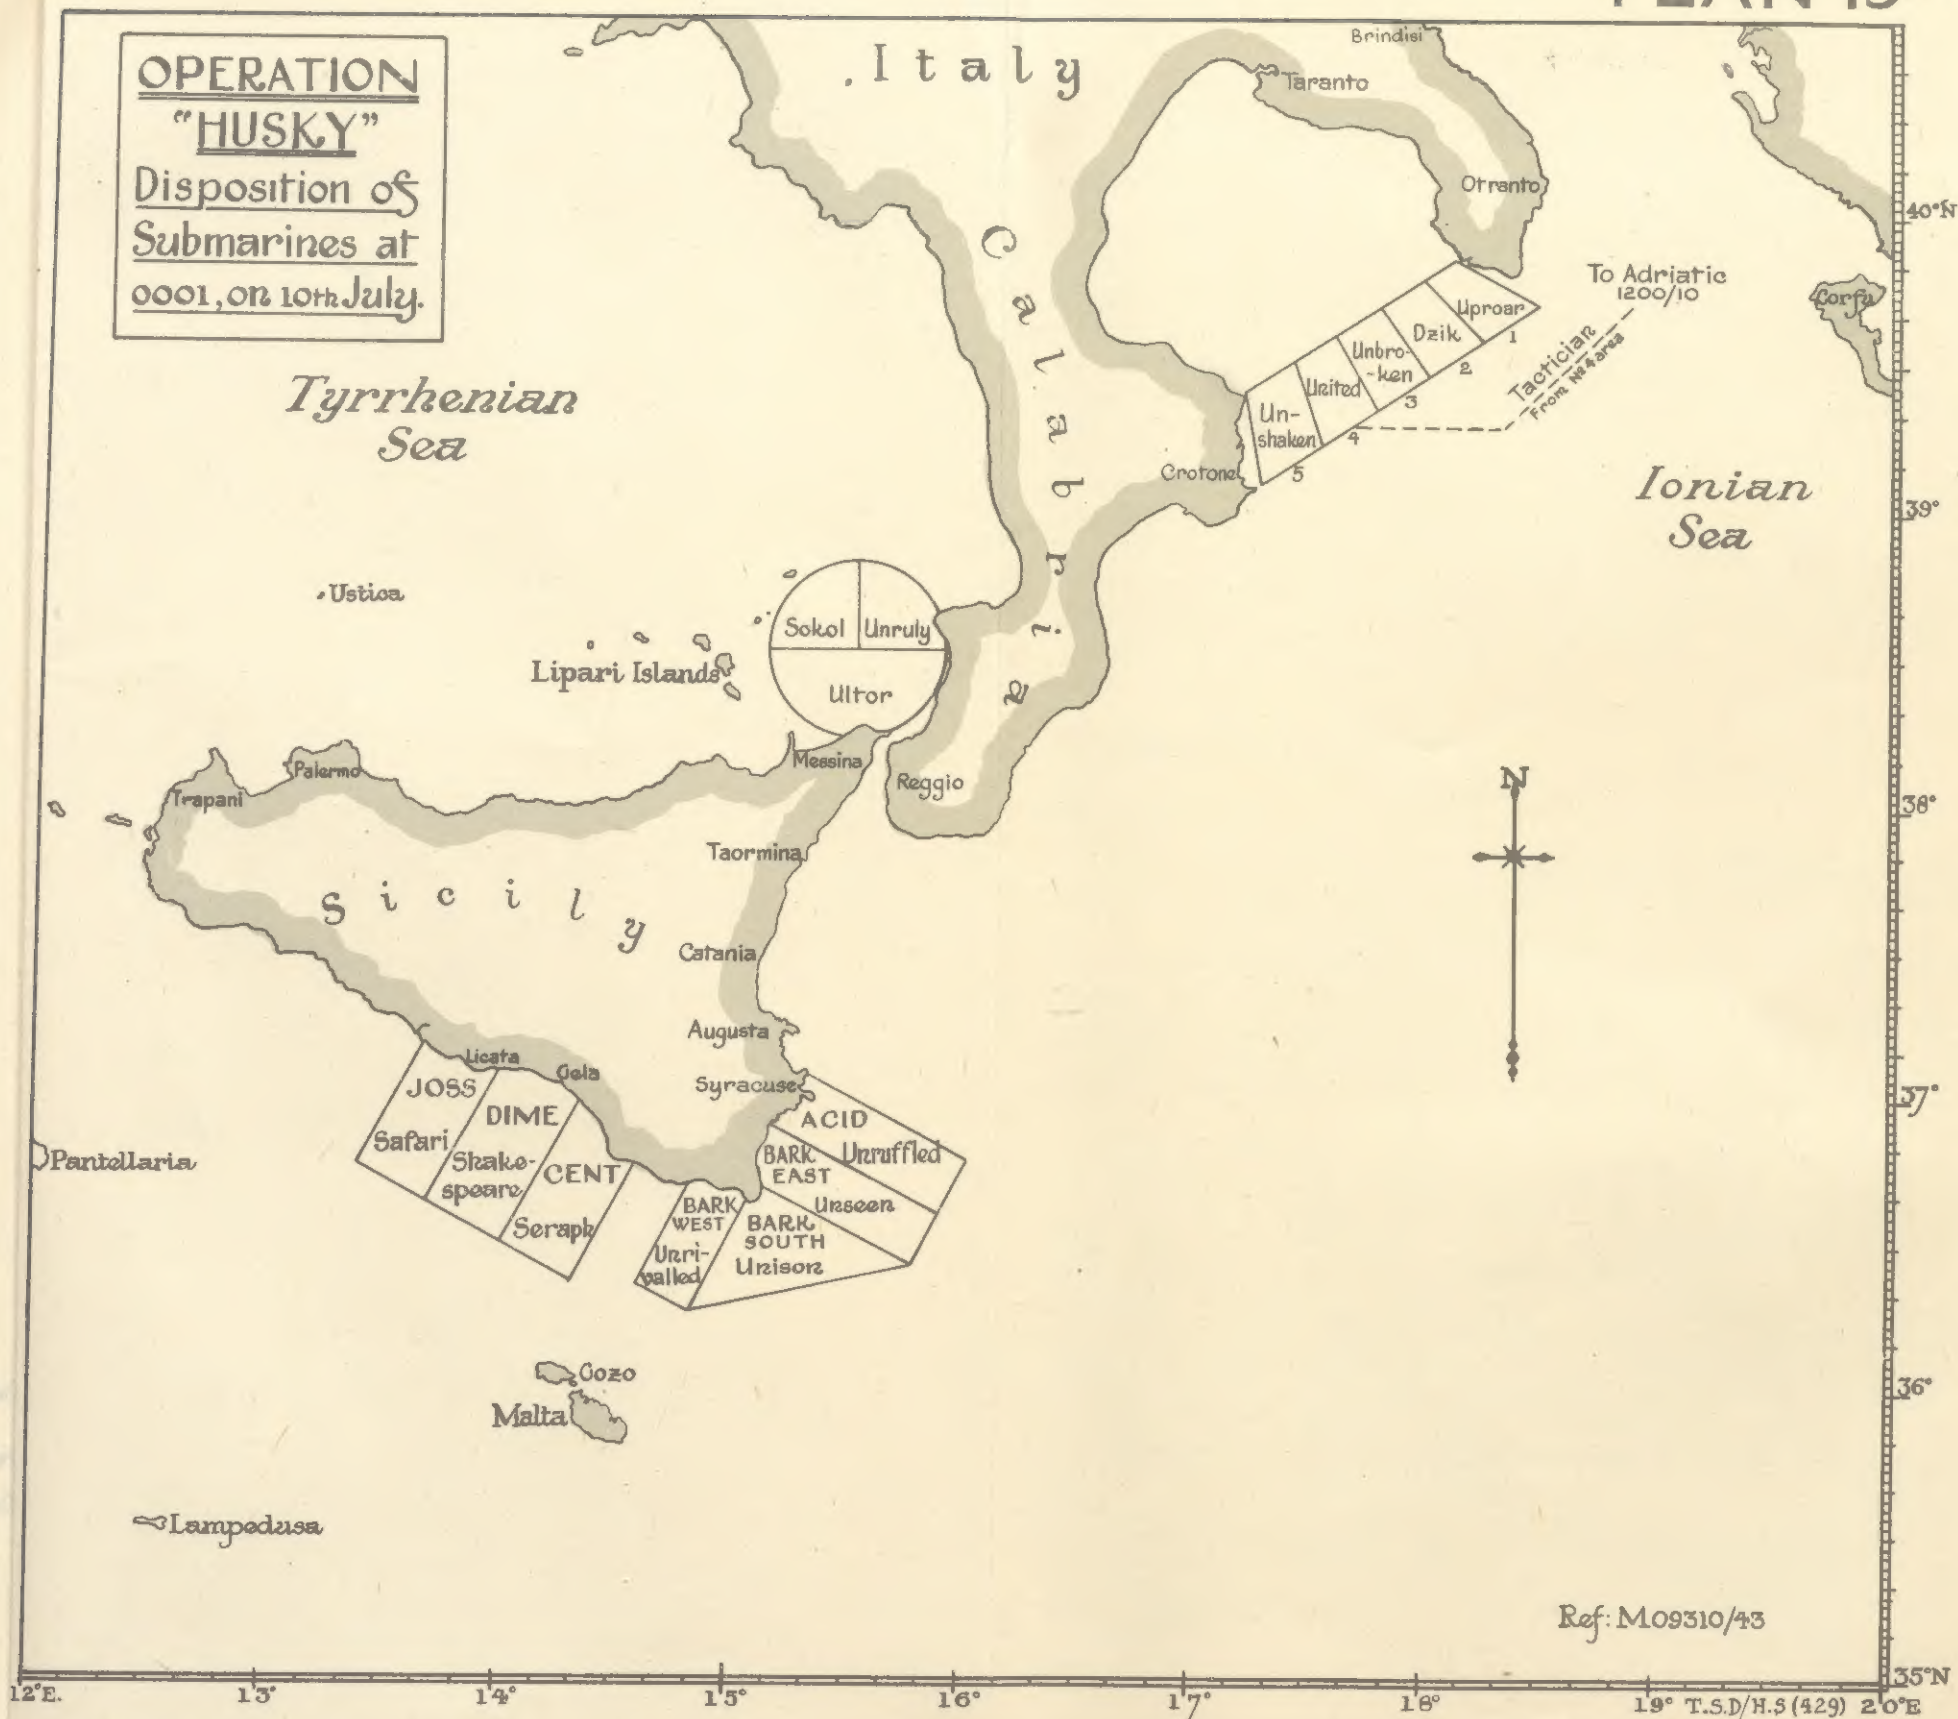 OPERATION
"HUSKY"
Disposition of
Submarines at
0001, on 10th July.
Italy
Brindisi
Taranto
Otranto
40°N
Calabria
To Adriatic
1200/10
Corfu
Uproar
1
Dzik
2
Unbro-
-ken
3
United
4
Un-
shaken
5
Tactician
From Nº 4 area
Tyrrhenian
Sea
Crotone
Ionian
Sea
39°
Ustica
Sokol
Unruly
Ultor
Lipari Islands
Messina
Reggio
Palermo
Trapani
N
38°
Taormina
Sicily
Catania
Augusta
Syracuse
Licata
Gela
37°
JOSS
Safari
DIME
Shake-
speare
CENT
Seraph
ACID
Unruffled
BARK
EAST
Unseen
BARK
WEST
Unri-
valled
BARK
SOUTH
Unison
Pantellaria
Gozo
Malta
36°
Lampedusa
Ref: M09310/43
35°N
12°E.
13°
14°
15°
16°
17°
18°
19°
T.S.D/H.S (429)
20°E